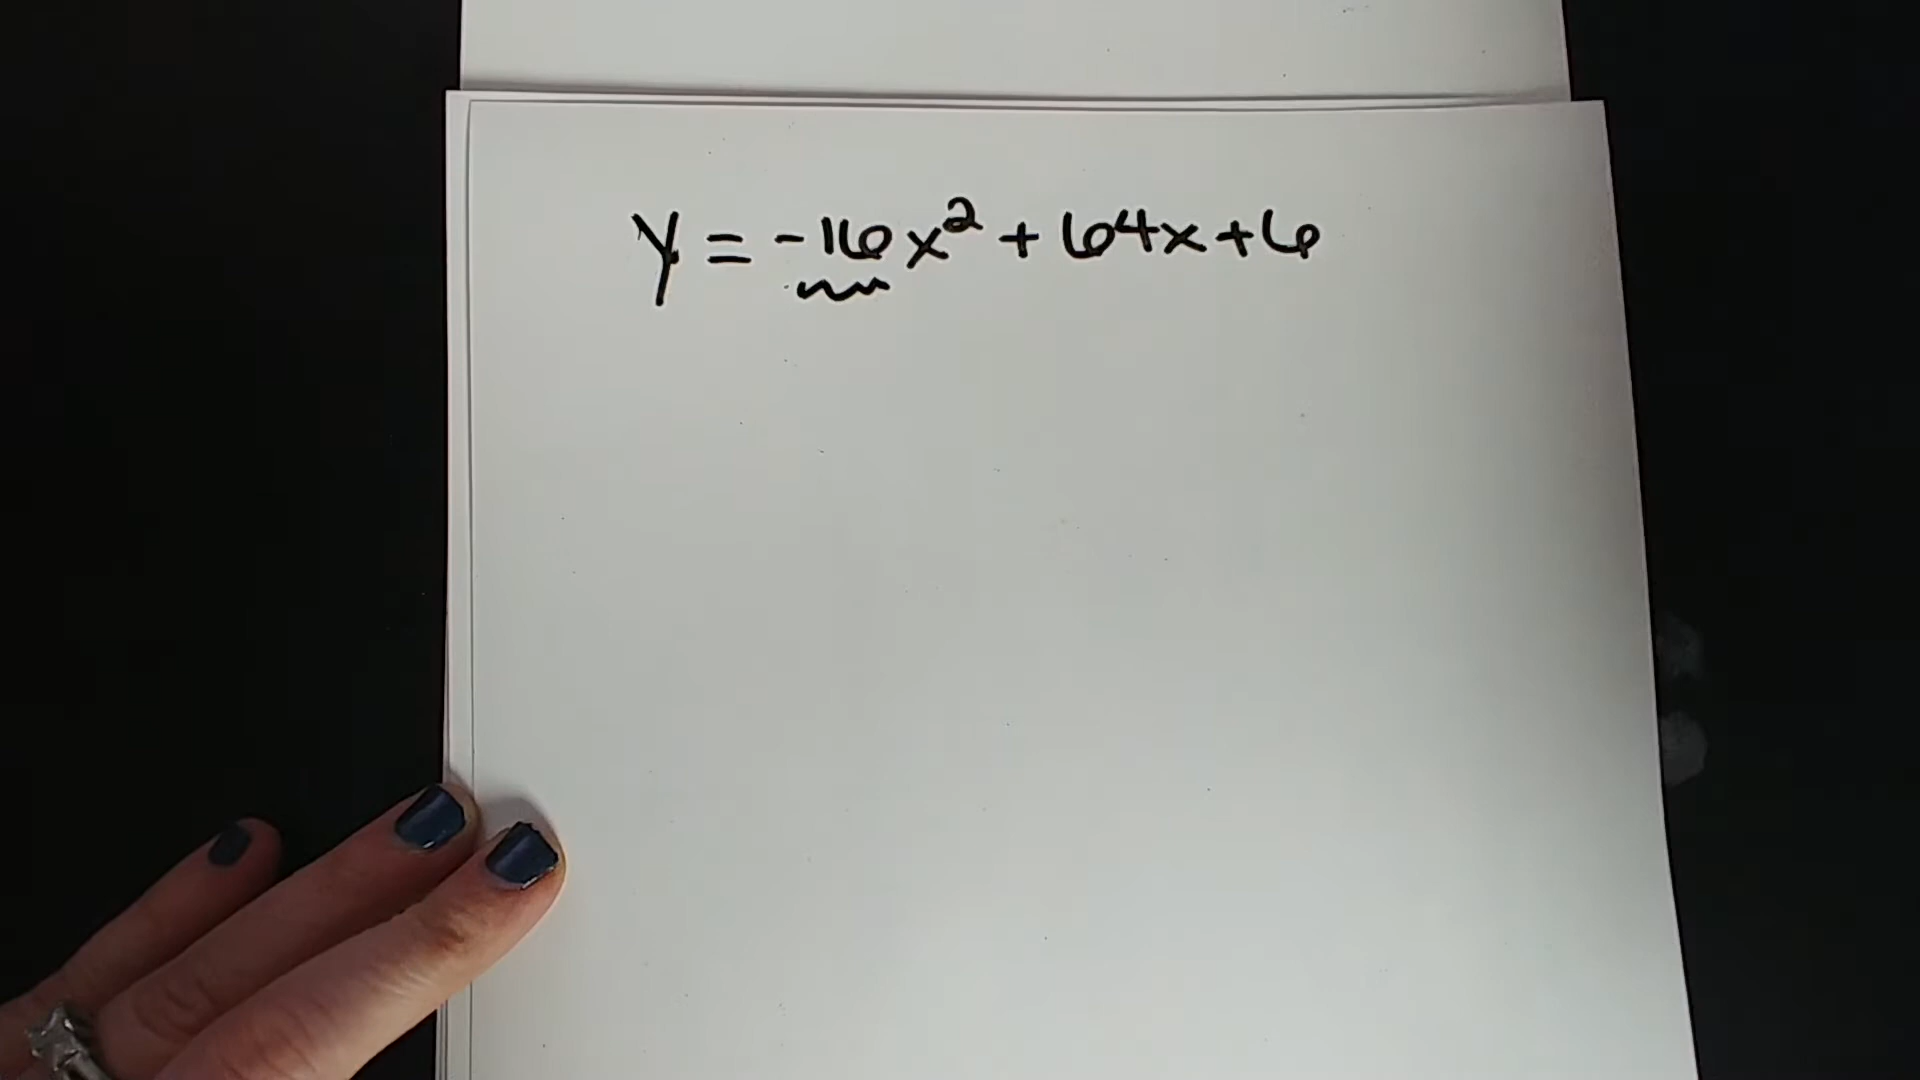 y = -16x² + 64x + 6